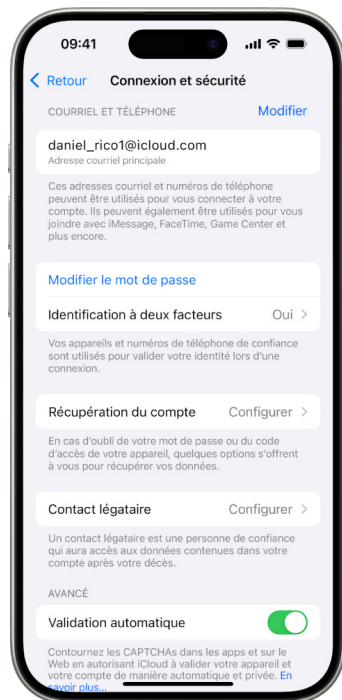 09:41
Retour
Connexion et sécurité
COURRIEL ET TÉLÉPHONE
Modifier
daniel_rico1@icloud.com
Adresse courriel principale
Ces adresses courriel et numéros de téléphone
peuvent être utilisés pour vous connecter à votre
compte. Ils peuvent également être utilisés pour vous
joindre avec iMessage, FaceTime, Game Center et
plus encore.
Modifier le mot de passe
Identification à deux facteurs
Oui
Vos appareils et numéros de téléphone de confiance
sont utilisés pour valider votre identité lors d'une
connexion.
Récupération du compte
Configurer
En cas d'oubli de votre mot de passe ou du code
d'accès de votre appareil, quelques options s'offrent
à vous pour récupérer vos données.
Contact légataire
Configurer
Un contact légataire est une personne de confiance
qui aura accès aux données contenues dans votre
compte après votre décès.
AVANCÉ
Validation automatique
Contournez les CAPTCHAs dans les apps et sur le
Web en autorisant iCloud à valider votre appareil et
votre compte de manière automatique et privée. En
savoir plus...